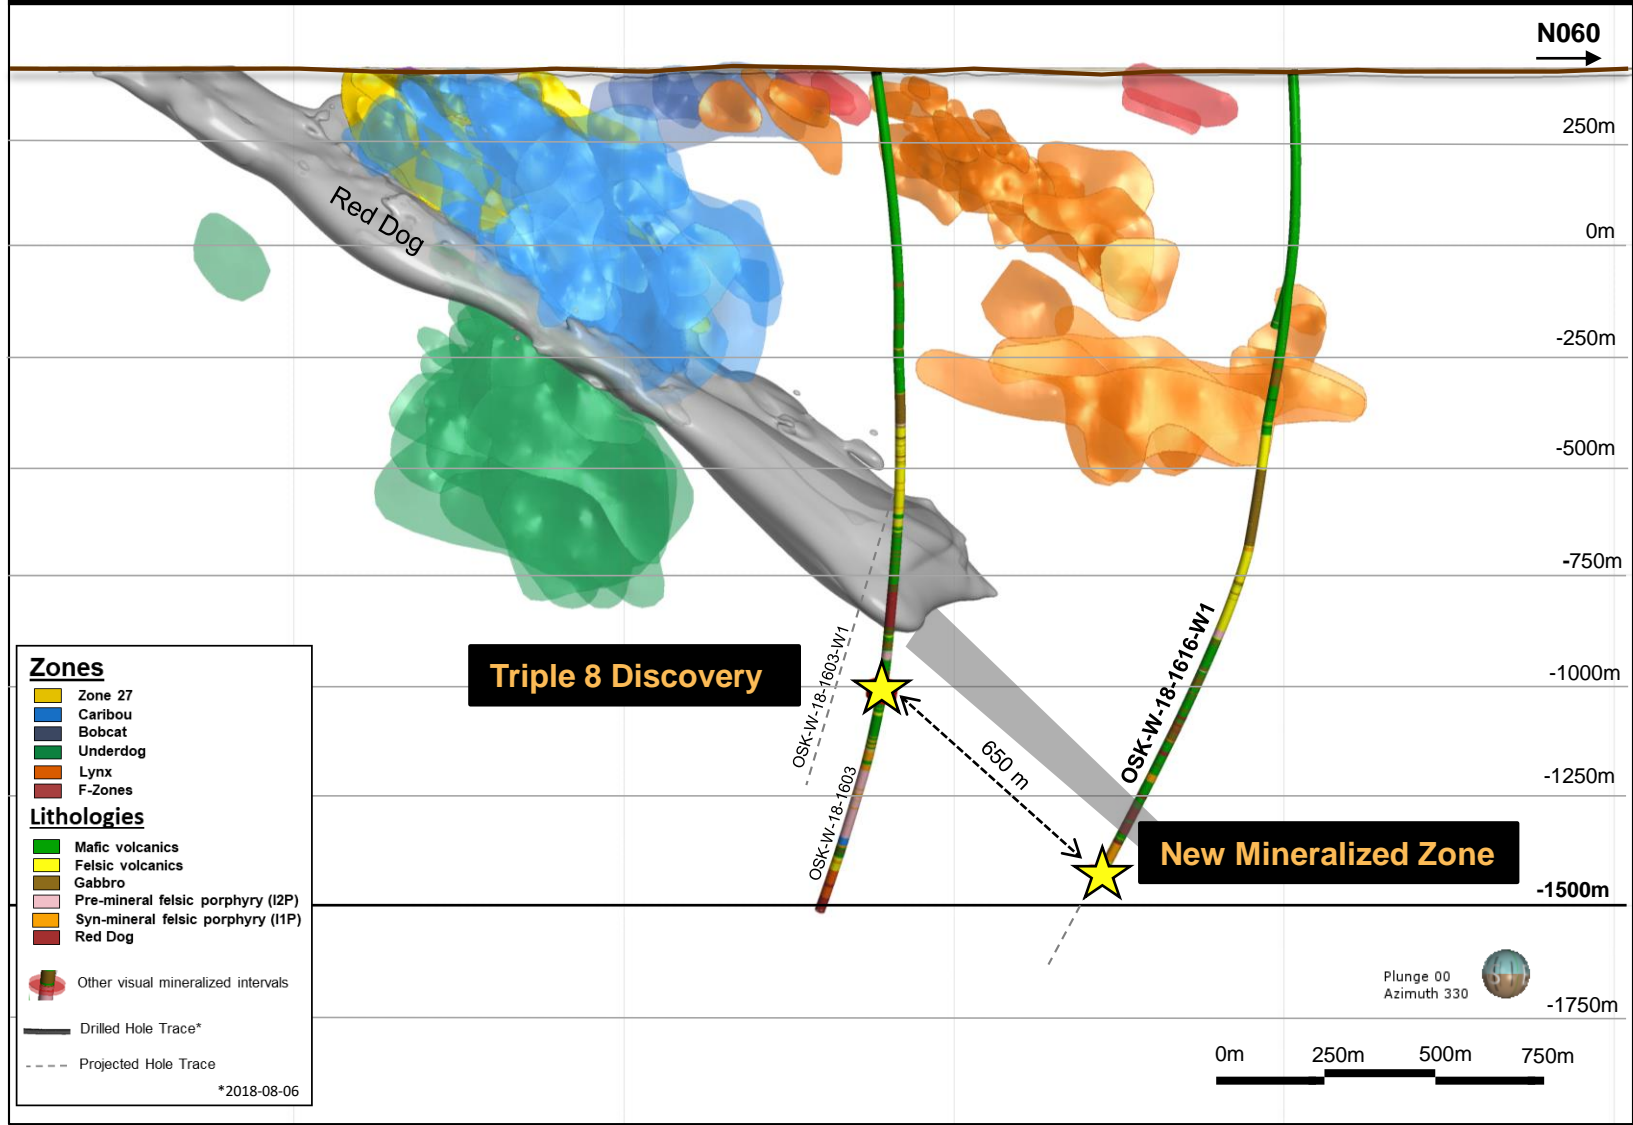 N060
250m
0m
-250m
-500m
-750m
-1000m
-1250m
-1500m
-1750m
Red Dog
Triple 8 Discovery
650 m
New Mineralized Zone
OSK-W-18-1603-W1
OSK-W-18-1603
OSK-W-18-1616-W1
Zones
Zone 27
Caribou
Bobcat
Underdog
Lynx
F-Zones
Lithologies
Mafic volcanics
Felsic volcanics
Gabbro
Pre-mineral felsic porphyry (I2P)
Syn-mineral felsic porphyry (I1P)
Red Dog
Other visual mineralized intervals
Drilled Hole Trace*
Projected Hole Trace
*2018-08-06
Plunge 00
Azimuth 330
0m 250m 500m 750m